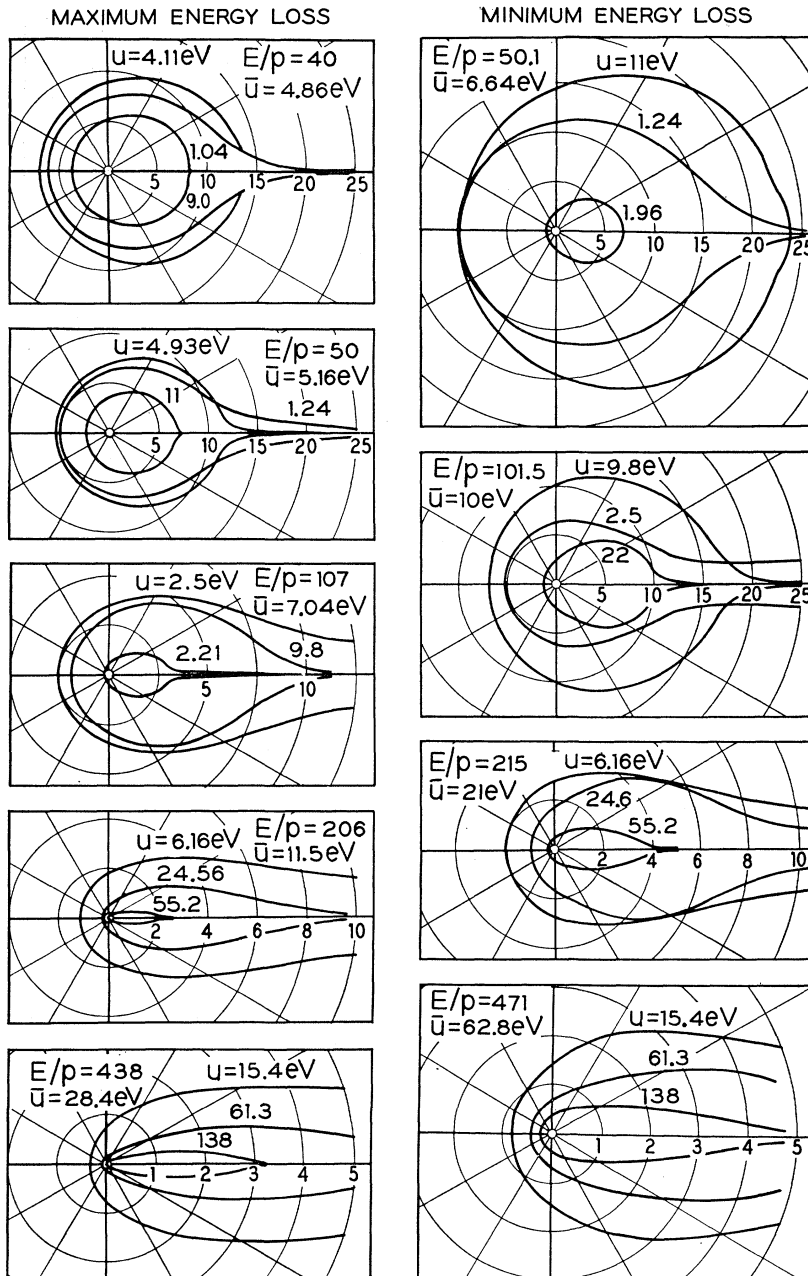 MAXIMUM ENERGY LOSS
u=4.11eV
E/p=40
ū=4.86eV
1.04
9.0
5 10 15 20 25
u=4.93eV
E/p=50
ū=5.16eV
11
1.24
5 10 15 20 25
u=2.5eV
E/p=107
ū=7.04eV
2.21
9.8
5 10
u=6.16eV
E/p=206
ū=11.5eV
24.56
55.2
2 4 6 8 10
E/p=438
ū=28.4eV
u=15.4eV
61.3
138
1 2 3 4 5
MINIMUM ENERGY LOSS
E/p=50.1
ū=6.64eV
u=11eV
1.24
1.96
5 10 15 20 25
E/p=101.5
ū=10eV
u=9.8eV
2.5
22
5 10 15 20 25
E/p=215
ū=21eV
u=6.16eV
24.6
55.2
2 4 6 8 10
E/p=471
ū=62.8eV
u=15.4eV
61.3
138
1 2 3 4 5